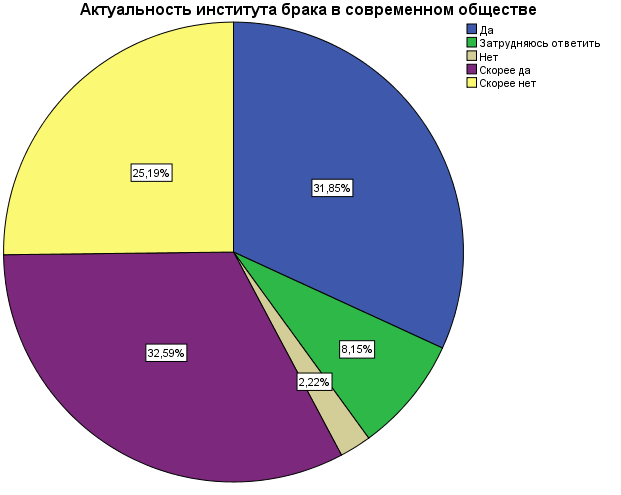 Актуальность института брака в современном обществе
Да
Затрудняюсь ответить
Нет
Скорее да
Скорее нет
25,19%
31,85%
32,59%
8,15%
2,22%